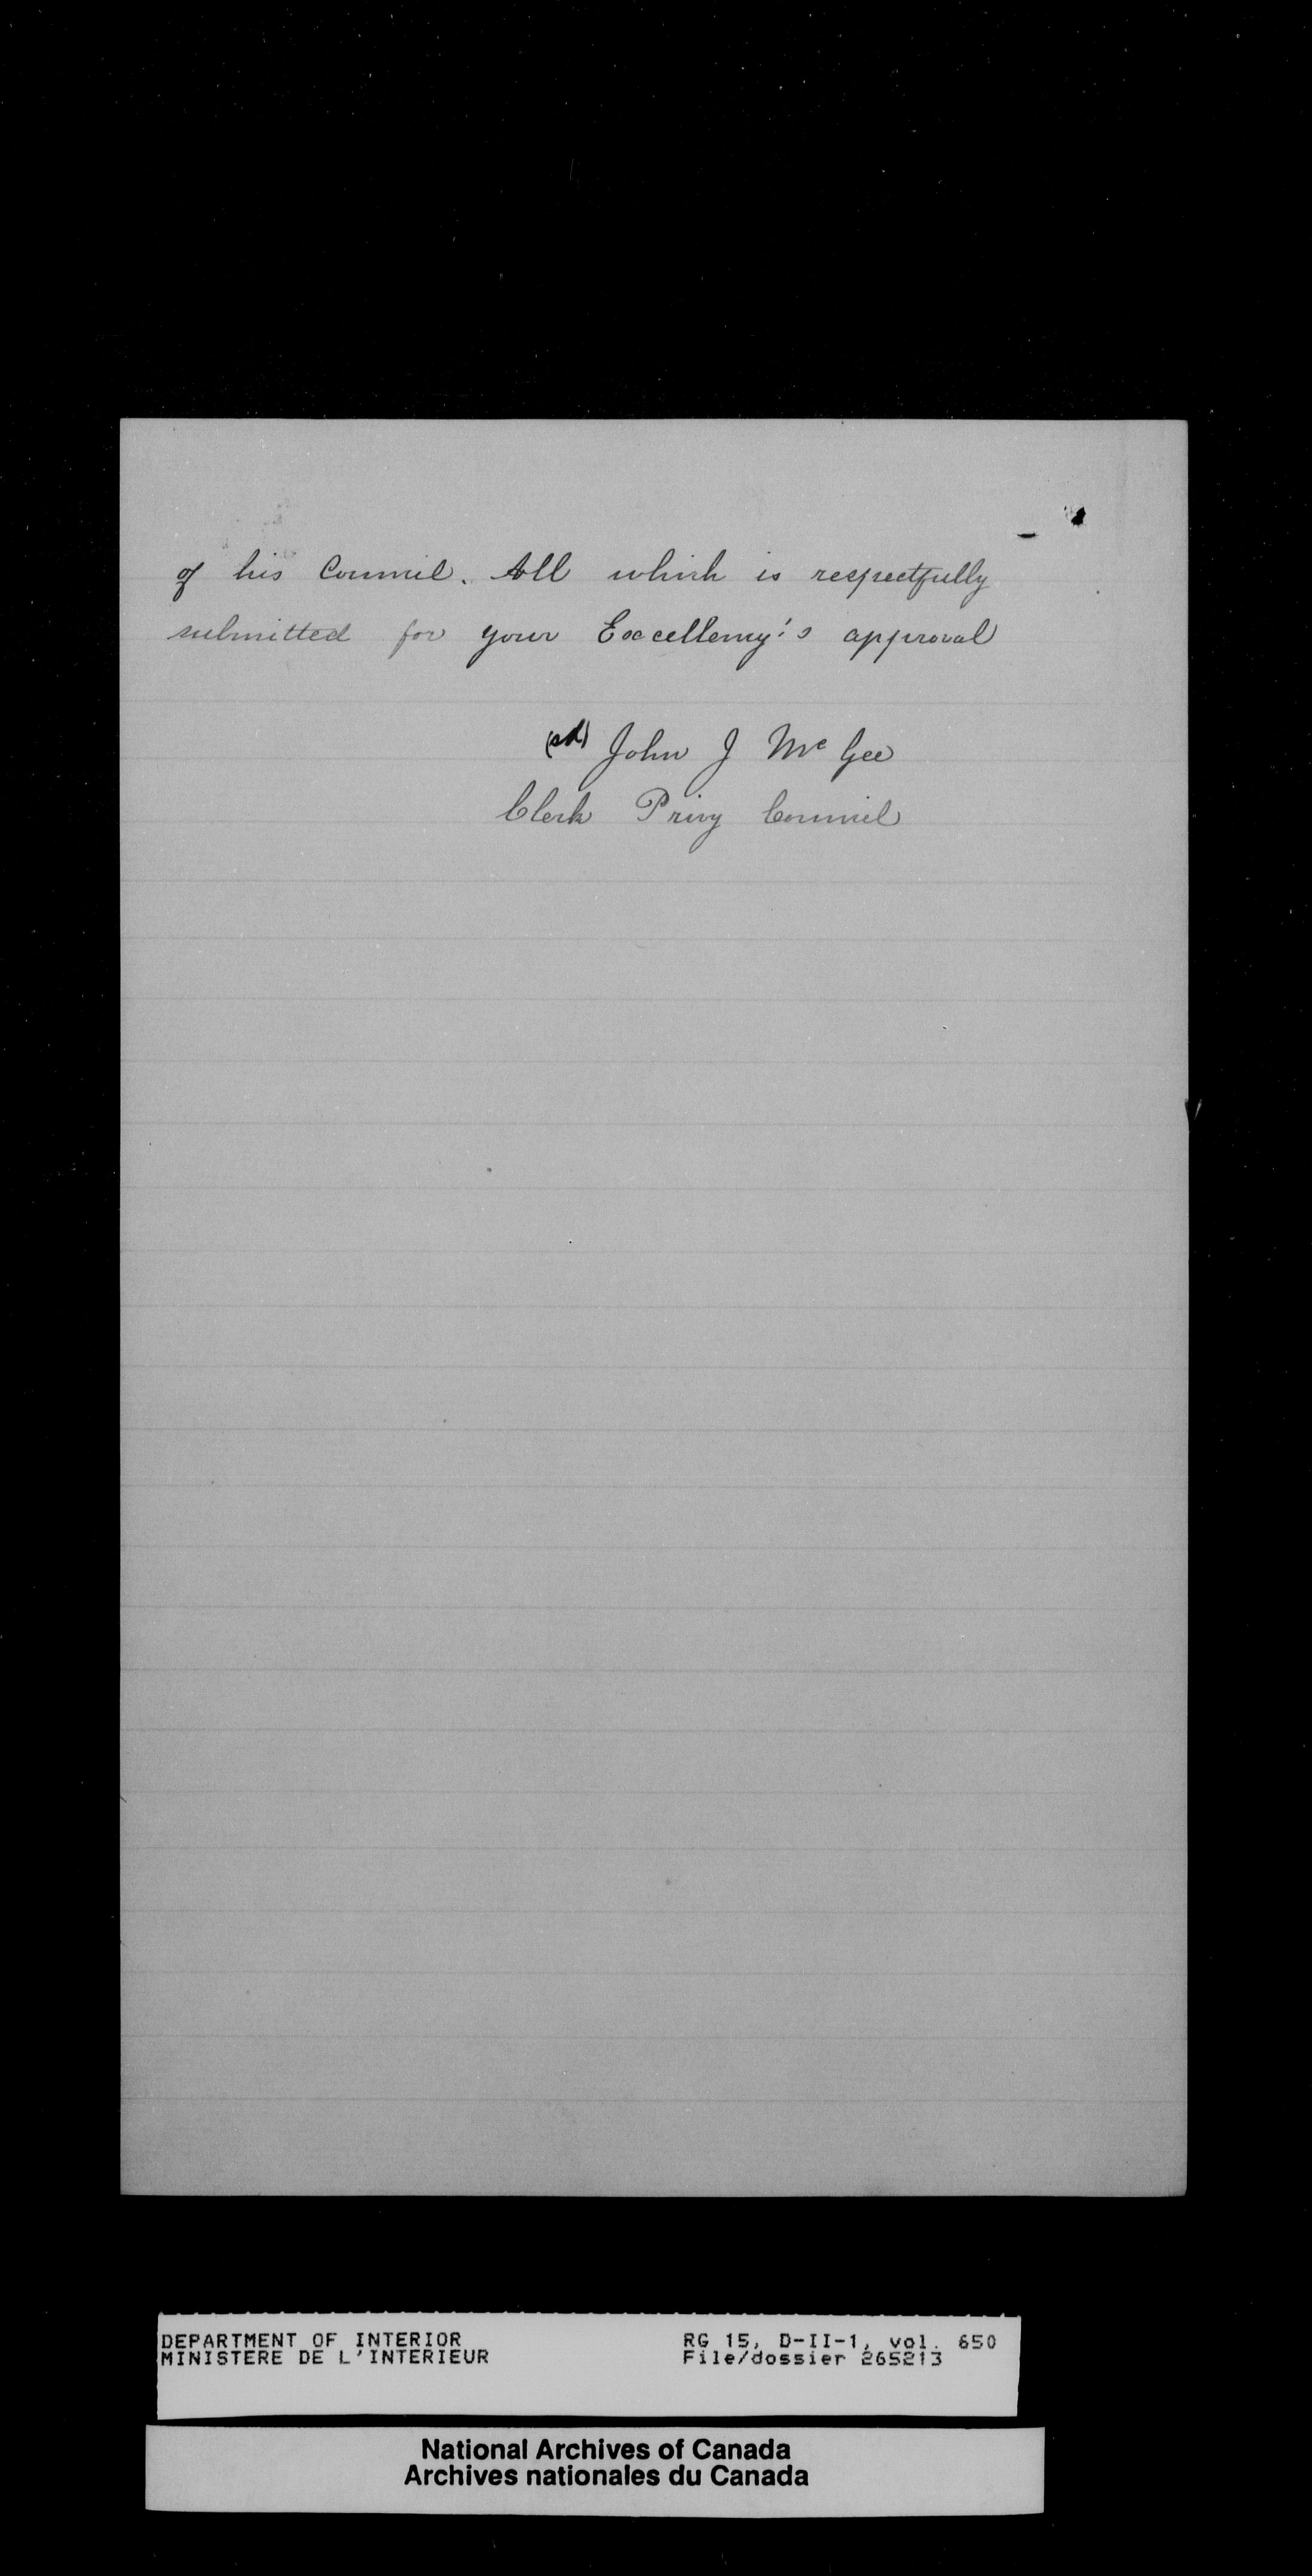 of his Council. All which is respectfully
submitted for your Excellency's approval
(sd) John J McGee
Clerk Privy Council
DEPARTMENT OF INTERIOR
MINISTERE DE L'INTERIEUR
RG 15, D-II-1, vol. 650
File/dossier 265213
National Archives of Canada
Archives nationales du Canada